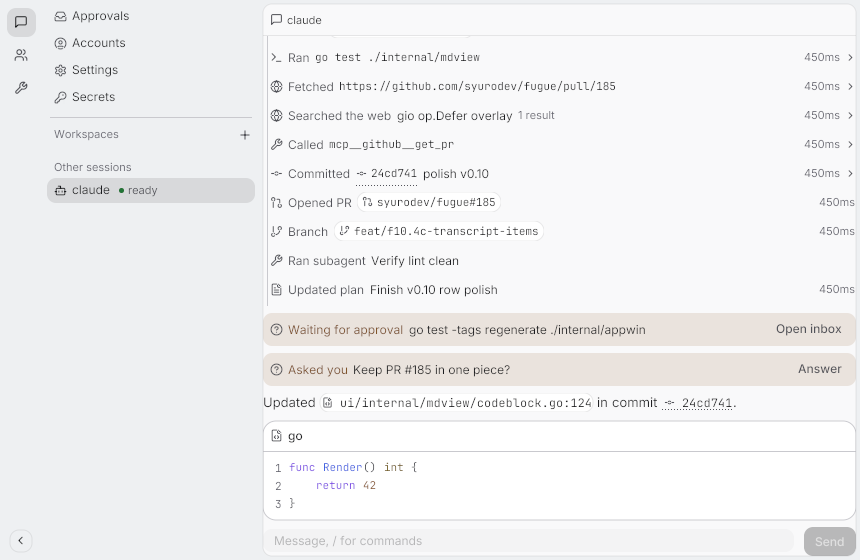 Approvals
Accounts
Settings
Secrets
Workspaces
Other sessions
claude ready
claude
Ran go test ./internal/mdview 450ms
Fetched https://github.com/syurodev/fugue/pull/185 450ms
Searched the web gio op.Defer overlay 1 result 450ms
Called mcp__github__get_pr 450ms
Committed 24cd741 polish v0.10 450ms
Opened PR syurodev/fugue#185 450ms
Branch feat/f10.4c-transcript-items 450ms
Ran subagent Verify lint clean
Updated plan Finish v0.10 row polish 450ms
Waiting for approval go test -tags regenerate ./internal/appwin Open inbox
Asked you Keep PR #185 in one piece? Answer
Updated ui/internal/mdview/codeblock.go:124 in commit 24cd741.
go
1 func Render() int {
2 return 42
3 }
Message, / for commands Send